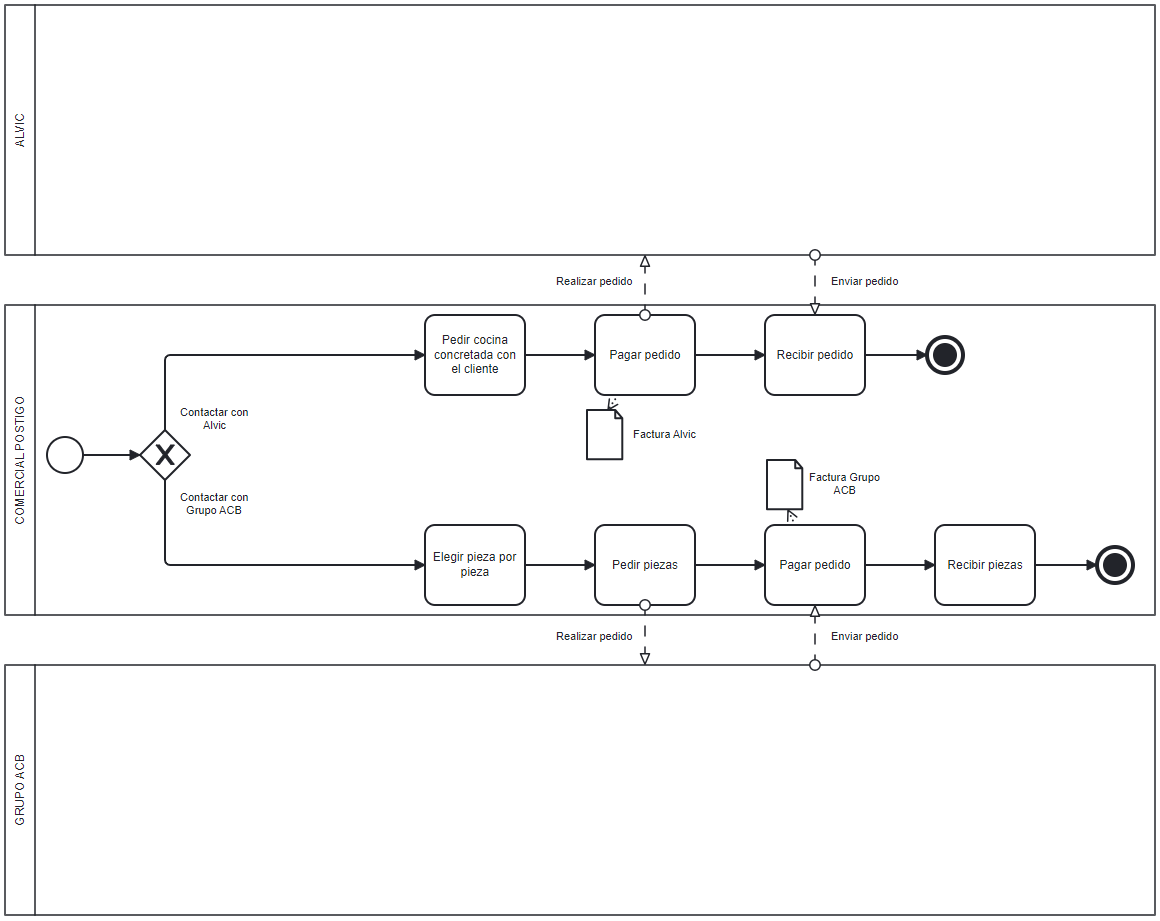 ALVIC
Realizar pedido
Enviar pedido
COMERCIAL POSTIGO
Pedir cocina
concretada con
el cliente
Pagar pedido
Recibir pedido
Contactar con
Alvic
Factura Alvic
X
Factura Grupo
ACB
Contactar con
Grupo ACB
Elegir pieza por
pieza
Pedir piezas
Pagar pedido
Recibir piezas
Realizar pedido
Enviar pedido
GRUPO ACB